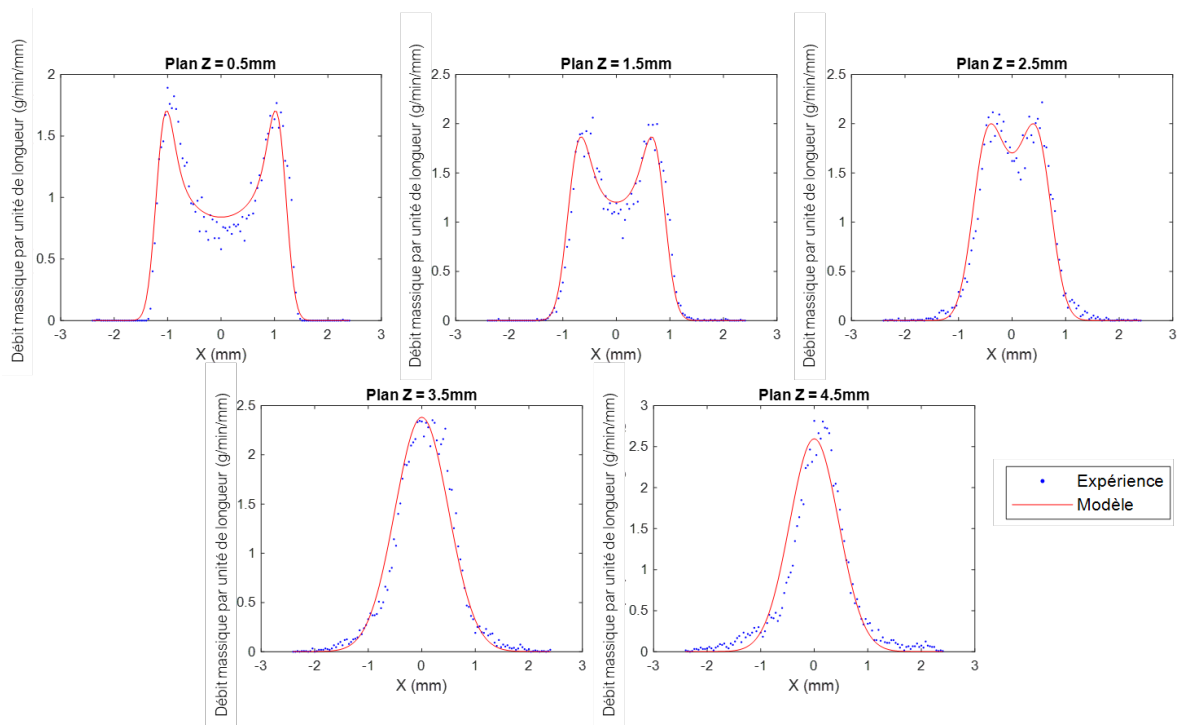 Plan Z = 0.5mm
Débit massique par unité de longueur (g/min/mm)
2
1.5
1
0.5
0
-3 -2 -1 0 1 2 3
X (mm)
Plan Z = 1.5mm
Débit massique par unité de longueur (g/min/mm)
2.5
2
1.5
1
0.5
0
-3 -2 -1 0 1 2 3
X (mm)
Plan Z = 2.5mm
Débit massique par unité de longueur (g/min/mm)
2.5
2
1.5
1
0.5
0
-3 -2 -1 0 1 2 3
X (mm)
Plan Z = 3.5mm
Débit massique par unité de longueur (g/min/mm)
2.5
2
1.5
1
0.5
0
-3 -2 -1 0 1 2 3
X (mm)
Plan Z = 4.5mm
Débit massique par unité de longueur (g/min/mm)
3
2.5
2
1.5
1
0.5
0
-3 -2 -1 0 1 2 3
X (mm)
Expérience
Modèle